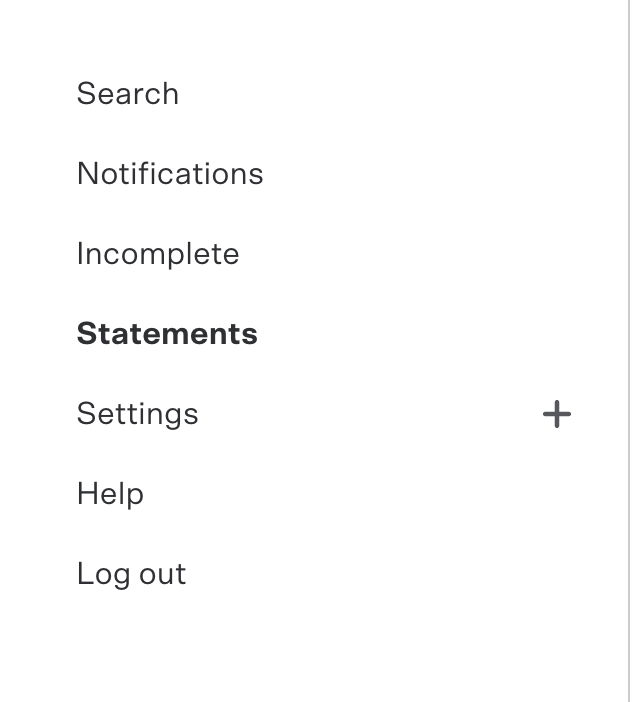 Search
Notifications
Incomplete
Statements
Settings
Help
Log out